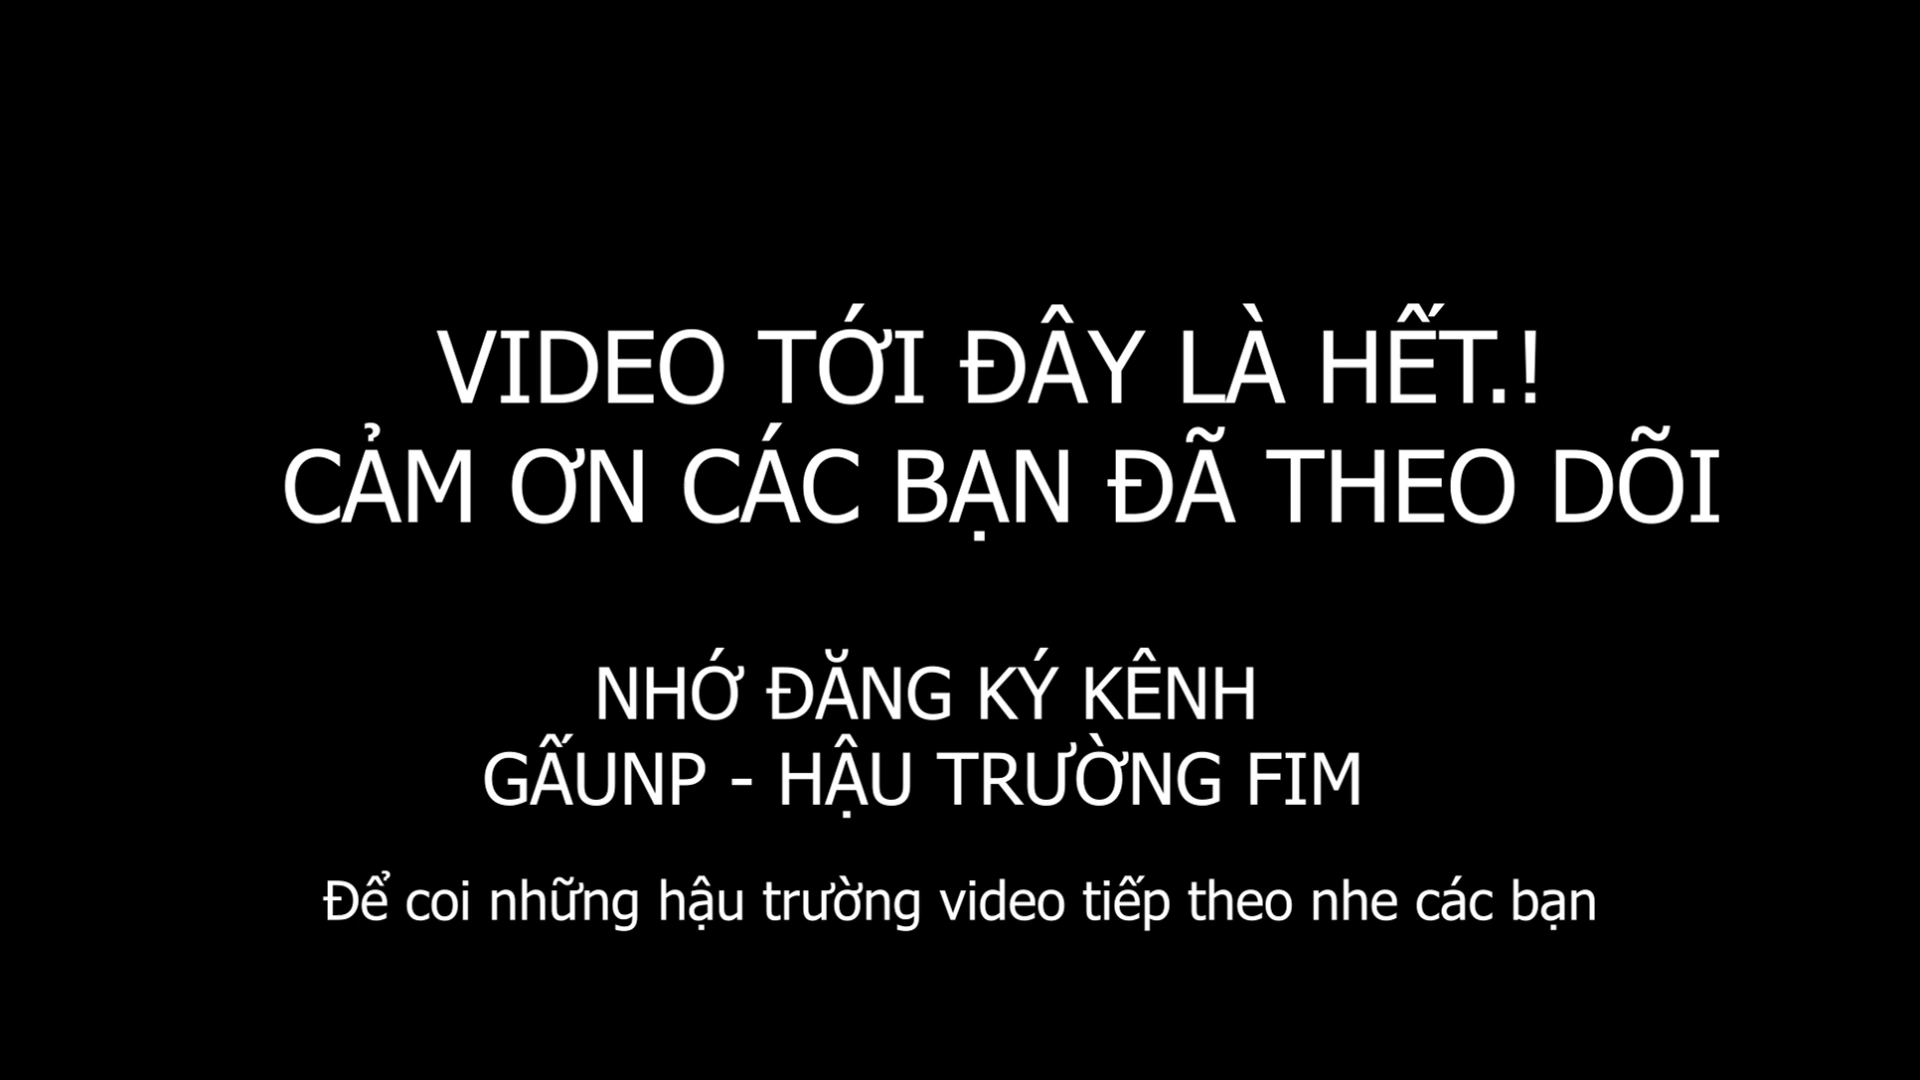 VIDEO TỚI ĐÂY LÀ HẾT.!
CẢM ƠN CÁC BẠN ĐÃ THEO DÕI
NHỚ ĐĂNG KÝ KÊNH
GẤUNP - HẬU TRƯỜNG FIM
Để coi những hậu trường video tiếp theo nhe các bạn